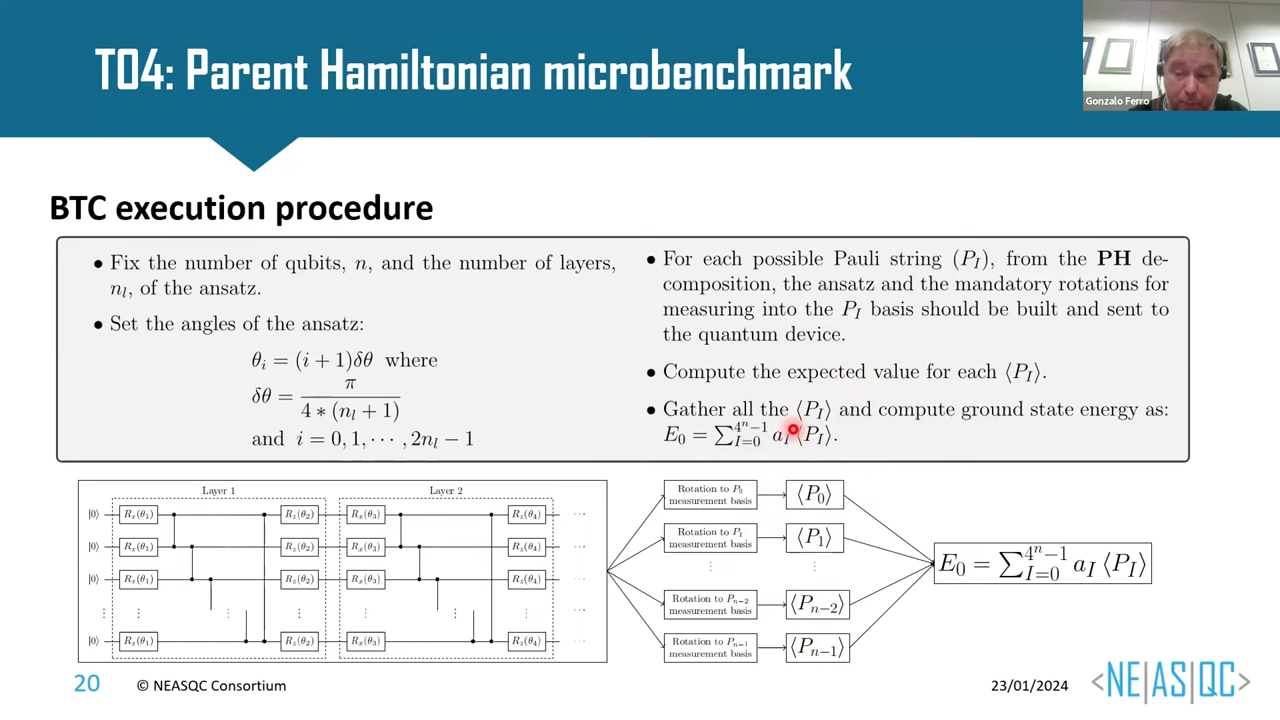 T04: Parent Hamiltonian microbenchmark
Gonzalo Ferro
BTC execution procedure
• Fix the number of qubits, n, and the number of layers,
n_l, of the ansatz.
• Set the angles of the ansatz:
θ_i = (i + 1)δθ where
δθ = π / 4 * (n_l + 1)
and i = 0, 1, ⋯ , 2n_l − 1
• For each possible Pauli string (P_I), from the PH de-
composition, the ansatz and the mandatory rotations for
measuring into the P_I basis should be built and sent to
the quantum device.
• Compute the expected value for each ⟨P_I⟩.
• Gather all the ⟨P_I⟩ and compute ground state energy as:
E_0 = ∑_{I=0}^{4^n−1} a_I ⟨P_I⟩.
Layer 1 Layer 2
|0⟩ R_x(θ_1) R_z(θ_2) R_x(θ_3) R_z(θ_4) ⋯
|0⟩ R_x(θ_1) R_z(θ_2) R_x(θ_3) R_z(θ_4) ⋯
|0⟩ R_x(θ_1) R_z(θ_2) R_x(θ_3) R_z(θ_4) ⋯
⋮ ⋮ ⋮ ⋮ ⋮ ⋮ ⋯
|0⟩ R_x(θ_1) R_z(θ_2) R_x(θ_3) R_z(θ_4) ⋯
Rotation to P_0
measurement basis
⟨P_0⟩
Rotation to P_1
measurement basis
⟨P_1⟩
⋮ ⋮
Rotation to P_{n−2}
measurement basis
⟨P_{n−2}⟩
Rotation to P_{n−1}
measurement basis
⟨P_{n−1}⟩
E_0 = ∑_{I=0}^{4^n−1} a_I ⟨P_I⟩
20
© NEASQC Consortium
23/01/2024
<NE|AS|QC>